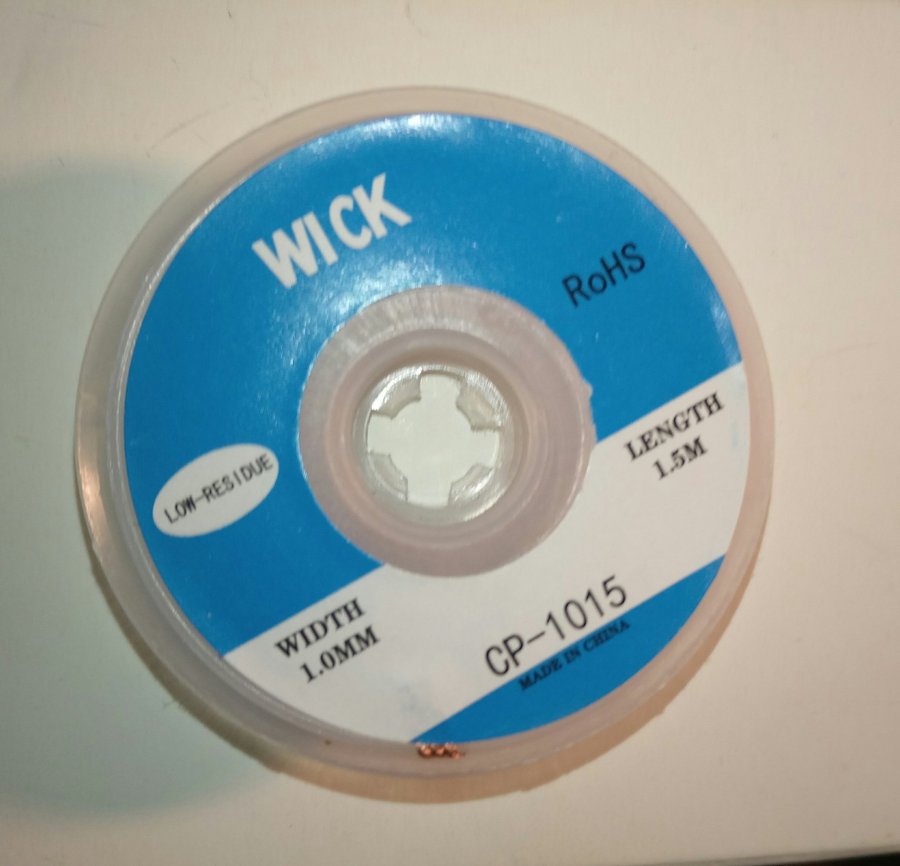 WICK
RoHS
LOW-RESIDUE
LENGTH
1.5M
WIDTH
1.0MM
CP-1015
MADE IN CHINA